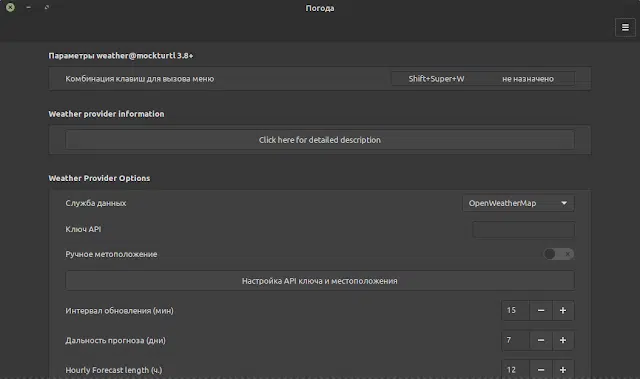 Погода
Параметры weather@mockturtl 3.8+
Комбинация клавиш для вызова меню Shift+Super+W не назначено
Weather provider information
Click here for detailed description
Weather Provider Options
Служба данных OpenWeatherMap
Ключ API
Ручное метоположение
Настройка API ключа и местоположения
Интервал обновления (мин) 15
Дальность прогноза (дни) 7
Hourly Forecast length (ч.) 12